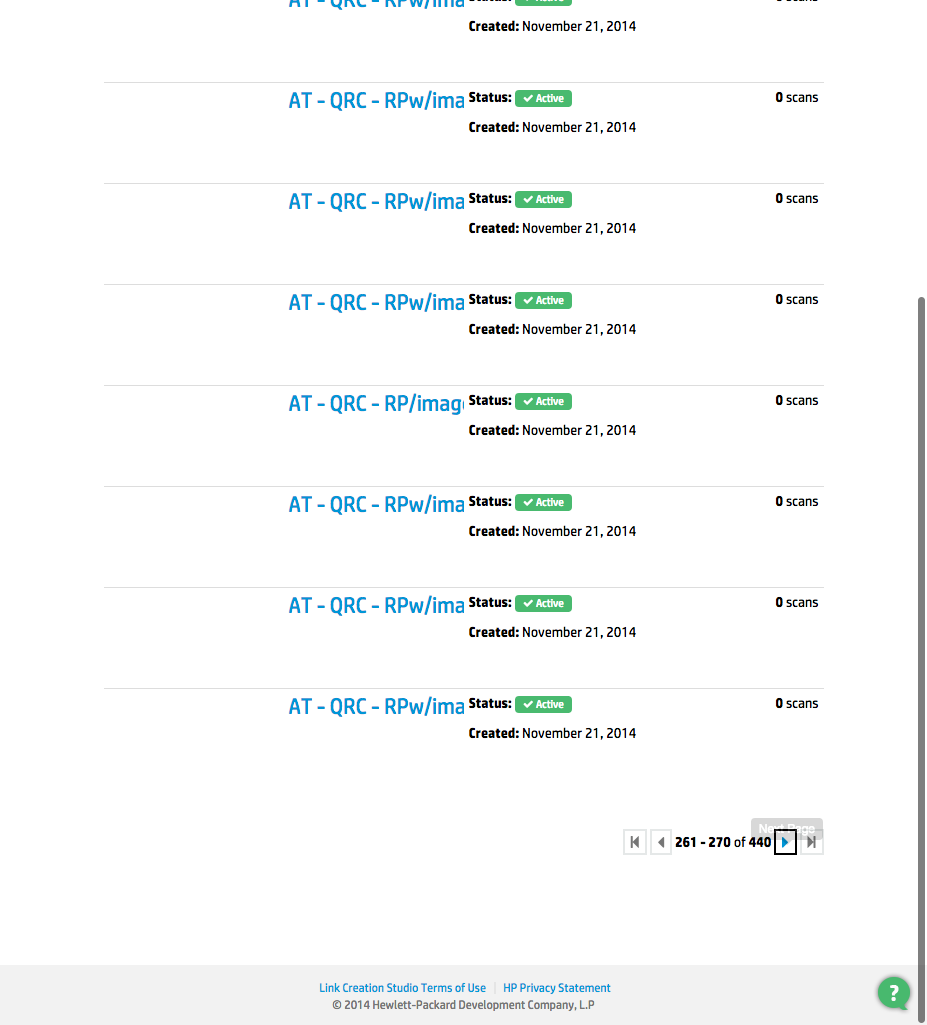 AT - QRC - RPw/ima Status: Active 0 scans
Created: November 21, 2014
AT - QRC - RPw/ima Status: Active 0 scans
Created: November 21, 2014
AT - QRC - RPw/ima Status: Active 0 scans
Created: November 21, 2014
AT - QRC - RPw/ima Status: Active 0 scans
Created: November 21, 2014
AT - QRC - RP/image Status: Active 0 scans
Created: November 21, 2014
AT - QRC - RPw/ima Status: Active 0 scans
Created: November 21, 2014
AT - QRC - RPw/ima Status: Active 0 scans
Created: November 21, 2014
AT - QRC - RPw/ima Status: Active 0 scans
Created: November 21, 2014
Next Page
261 - 270 of 440
Link Creation Studio Terms of Use | HP Privacy Statement
© 2014 Hewlett-Packard Development Company, L.P
?